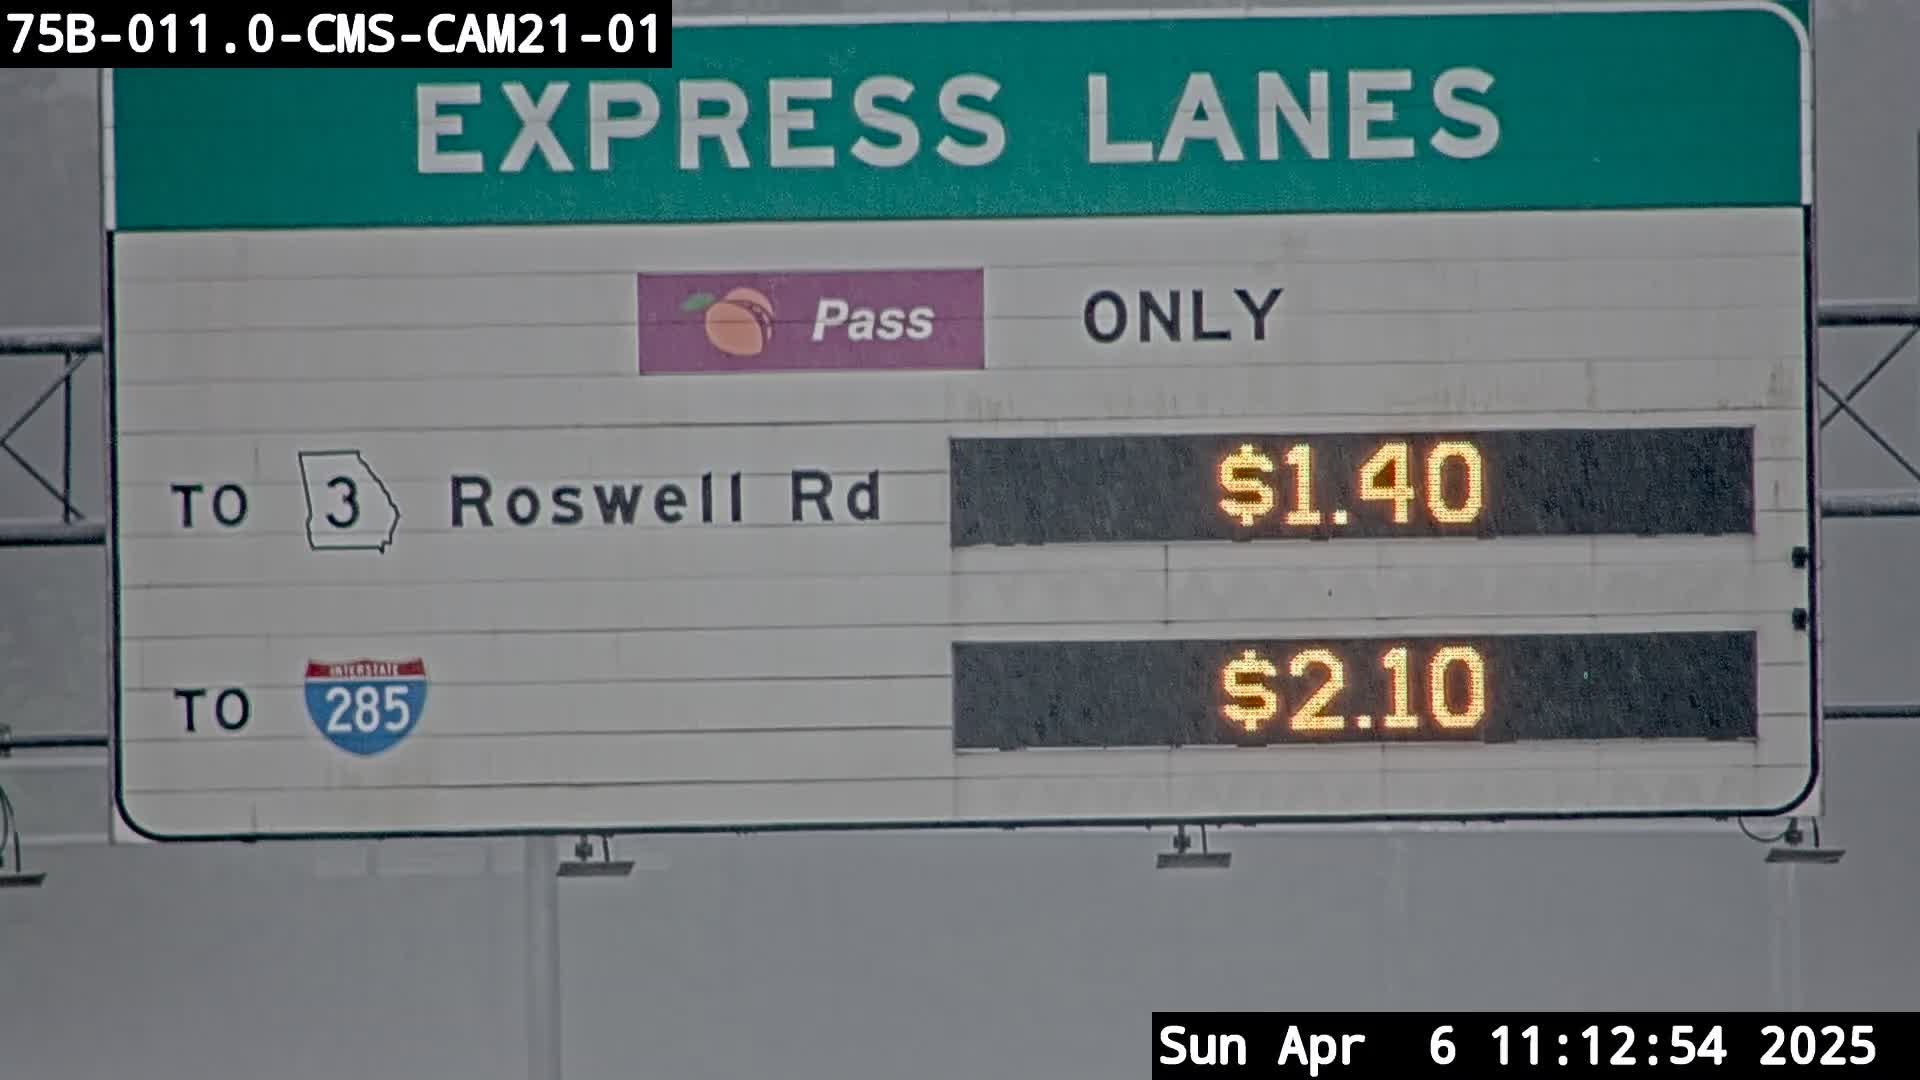 75B-011.0-CMS-CAM21-01
EXPRESS LANES
Pass ONLY
TO 3 Roswell Rd $1.40
TO INTERSTATE 285 $2.10
Sun Apr 6 11:12:54 2025